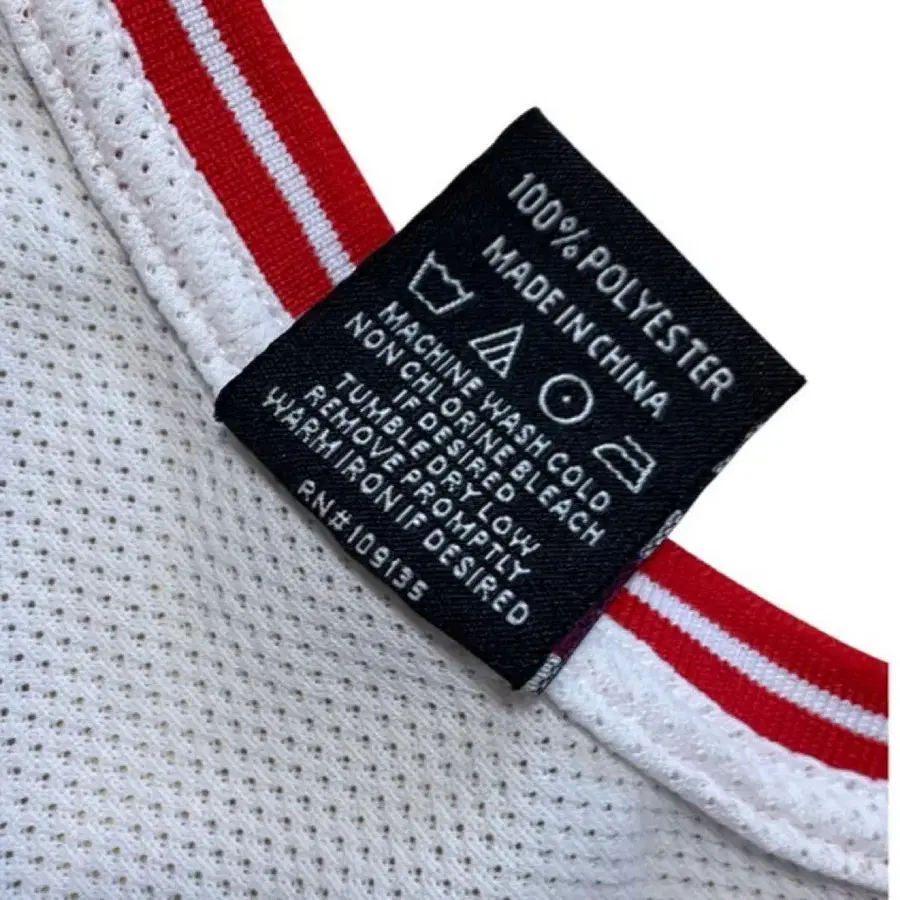 100% POLYESTER
MADE IN CHINA
MACHINE WASH COLD
NON CHLORINE BLEACH
IF DESIRED
TUMBLE DRY LOW
REMOVE PROMPTLY
WARM IRON IF DESIRED
RN#109135